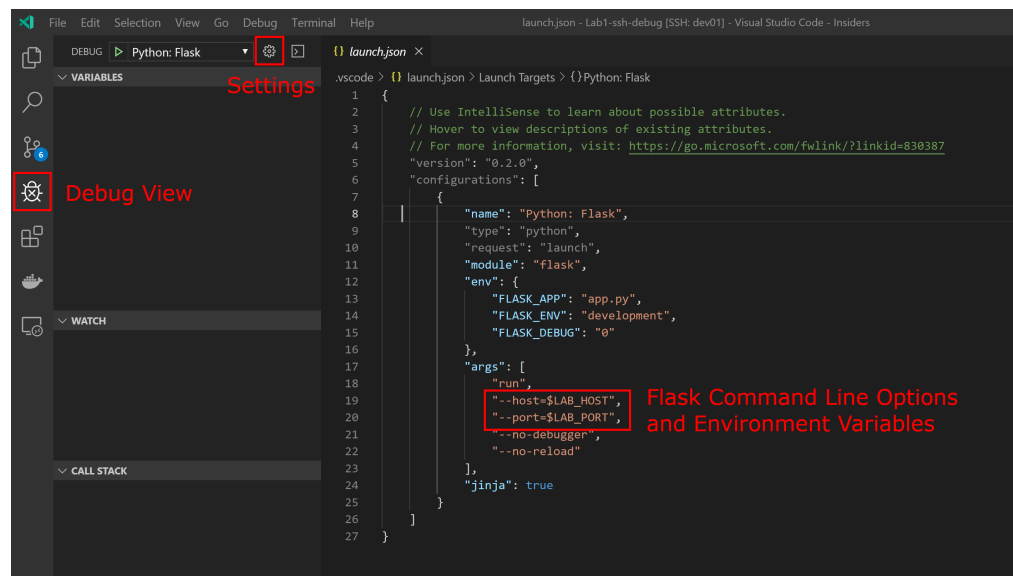 File Edit Selection View Go Debug Terminal Help
launch.json - Lab1-ssh-debug [SSH: dev01] - Visual Studio Code - Insiders
DEBUG Python: Flask
{} launch.json ×
VARIABLES
Settings
.vscode > {} launch.json > Launch Targets > {} Python: Flask
1 {
2 // Use IntelliSense to learn about possible attributes.
3 // Hover to view descriptions of existing attributes.
4 // For more information, visit: https://go.microsoft.com/fwlink/?linkid=830387
5 "version": "0.2.0",
6 "configurations": [
7 {
8 "name": "Python: Flask",
9 "type": "python",
10 "request": "launch",
11 "module": "flask",
12 "env": {
13 "FLASK_APP": "app.py",
14 "FLASK_ENV": "development",
15 "FLASK_DEBUG": "0"
16 },
17 "args": [
18 "run",
19 "--host=$LAB_HOST",
20 "--port=$LAB_PORT",
21 "--no-debugger",
22 "--no-reload"
23 ],
24 "jinja": true
25 }
26 ]
27 }
6
Debug View
WATCH
Flask Command Line Options
and Environment Variables
CALL STACK